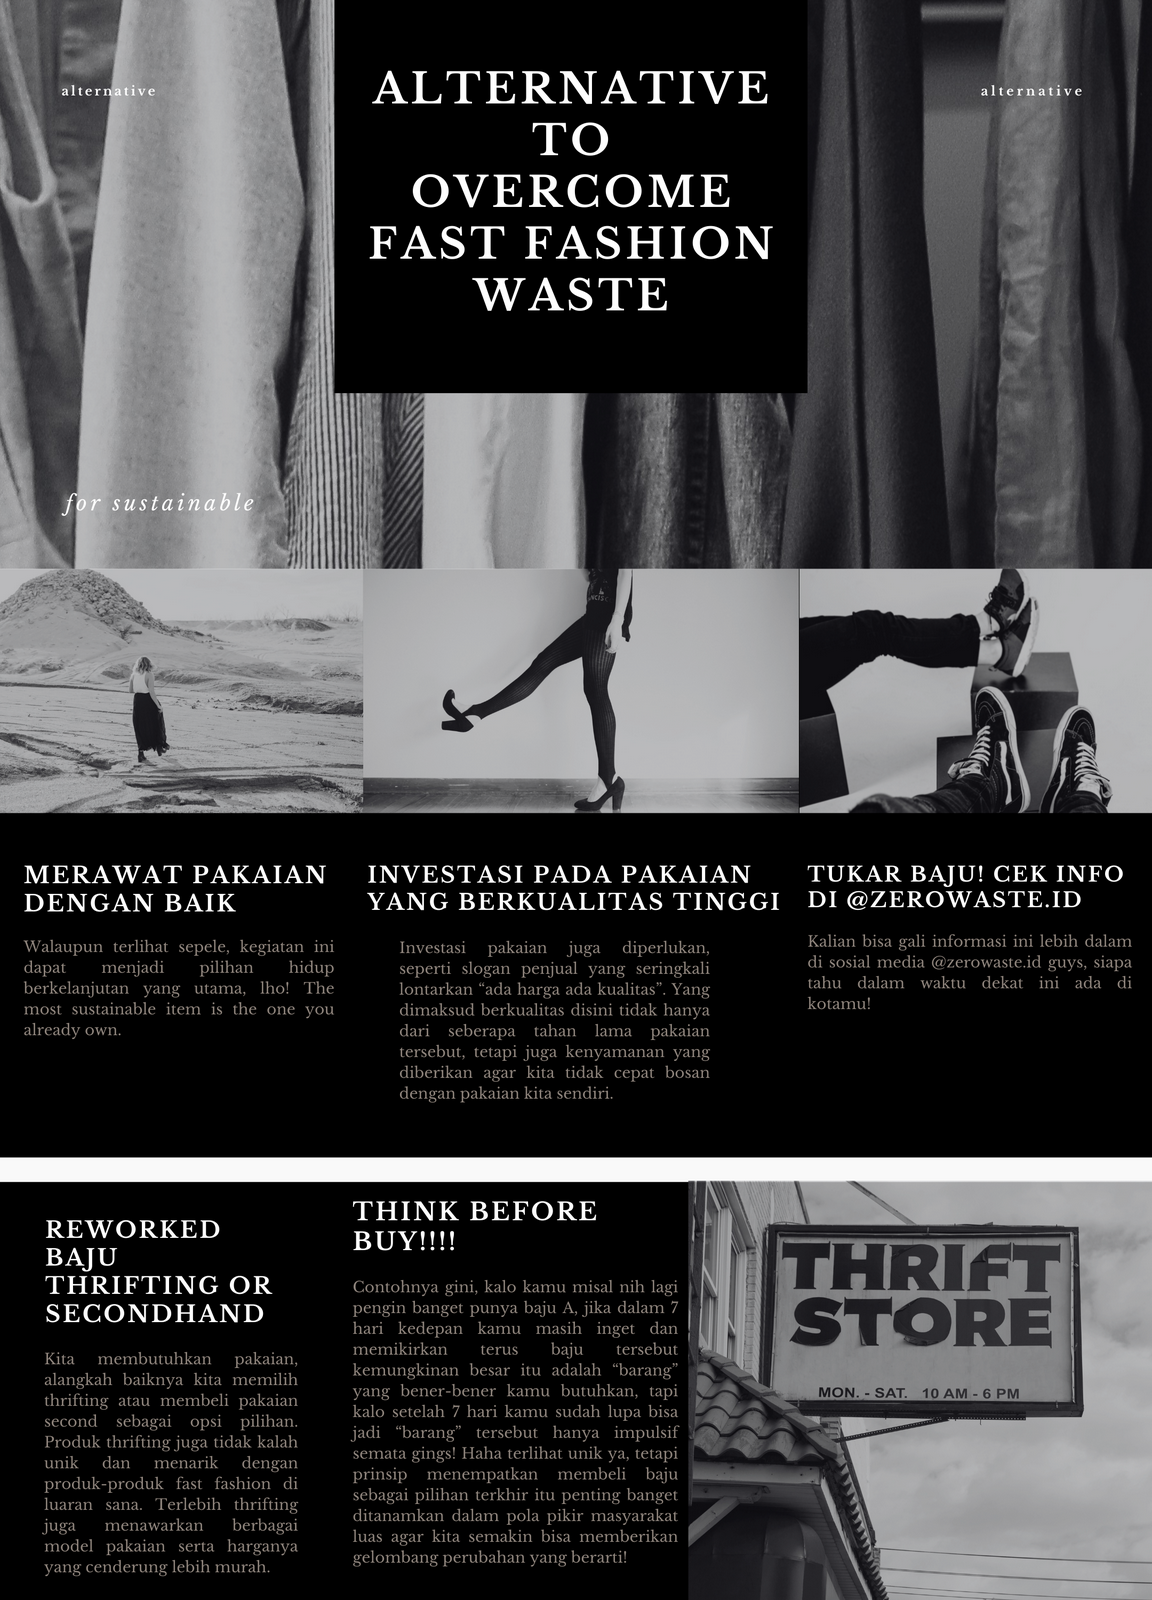 alternative
ALTERNATIVE
TO
OVERCOME
FAST FASHION
WASTE
alternative
for sustainable
MERAWAT PAKAIAN
DENGAN BAIK
Walaupun terlihat sepele, kegiatan ini
dapat menjadi pilihan hidup
berkelanjutan yang utama, lho! The
most sustainable item is the one you
already own.
INVESTASI PADA PAKAIAN
YANG BERKUALITAS TINGGI
Investasi pakaian juga diperlukan,
seperti slogan penjual yang seringkali
lontarkan “ada harga ada kualitas”. Yang
dimaksud berkualitas disini tidak hanya
dari seberapa tahan lama pakaian
tersebut, tetapi juga kenyamanan yang
diberikan agar kita tidak cepat bosan
dengan pakaian kita sendiri.
TUKAR BAJU! CEK INFO
DI @ZEROWASTE.ID
Kalian bisa gali informasi ini lebih dalam
di sosial media @zerowaste.id guys, siapa
tahu dalam waktu dekat ini ada di
kotamu!
REWORKED
BAJU
THRIFTING OR
SECONDHAND
Kita membutuhkan pakaian,
alangkah baiknya kita memilih
thrifting atau membeli pakaian
second sebagai opsi pilihan.
Produk thrifting juga tidak kalah
unik dan menarik dengan
produk-produk fast fashion di
luaran sana. Terlebih thrifting
juga menawarkan berbagai
model pakaian serta harganya
yang cenderung lebih murah.
THINK BEFORE
BUY!!!!
Contohnya gini, kalo kamu misal nih lagi
pengin banget punya baju A, jika dalam 7
hari kedepan kamu masih inget dan
memikirkan terus baju tersebut
kemungkinan besar itu adalah “barang”
yang bener-bener kamu butuhkan, tapi
kalo setelah 7 hari kamu sudah lupa bisa
jadi “barang” tersebut hanya impulsif
semata gings! Haha terlihat unik ya, tetapi
prinsip menempatkan membeli baju
sebagai pilihan terkhir itu penting banget
ditanamkan dalam pola pikir masyarakat
luas agar kita semakin bisa memberikan
gelombang perubahan yang berarti!
THRIFT
STORE
MON. - SAT. 10 AM - 6 PM